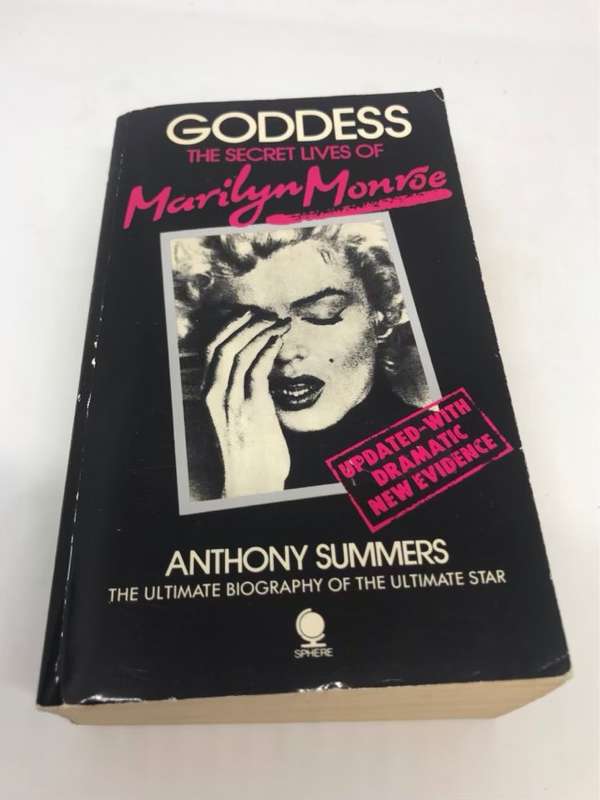 GODDESS
THE SECRET LIVES OF
Marilyn Monroe
UPDATED-WITH
DRAMATIC
NEW EVIDENCE
ANTHONY SUMMERS
THE ULTIMATE BIOGRAPHY OF THE ULTIMATE STAR
SPHERE